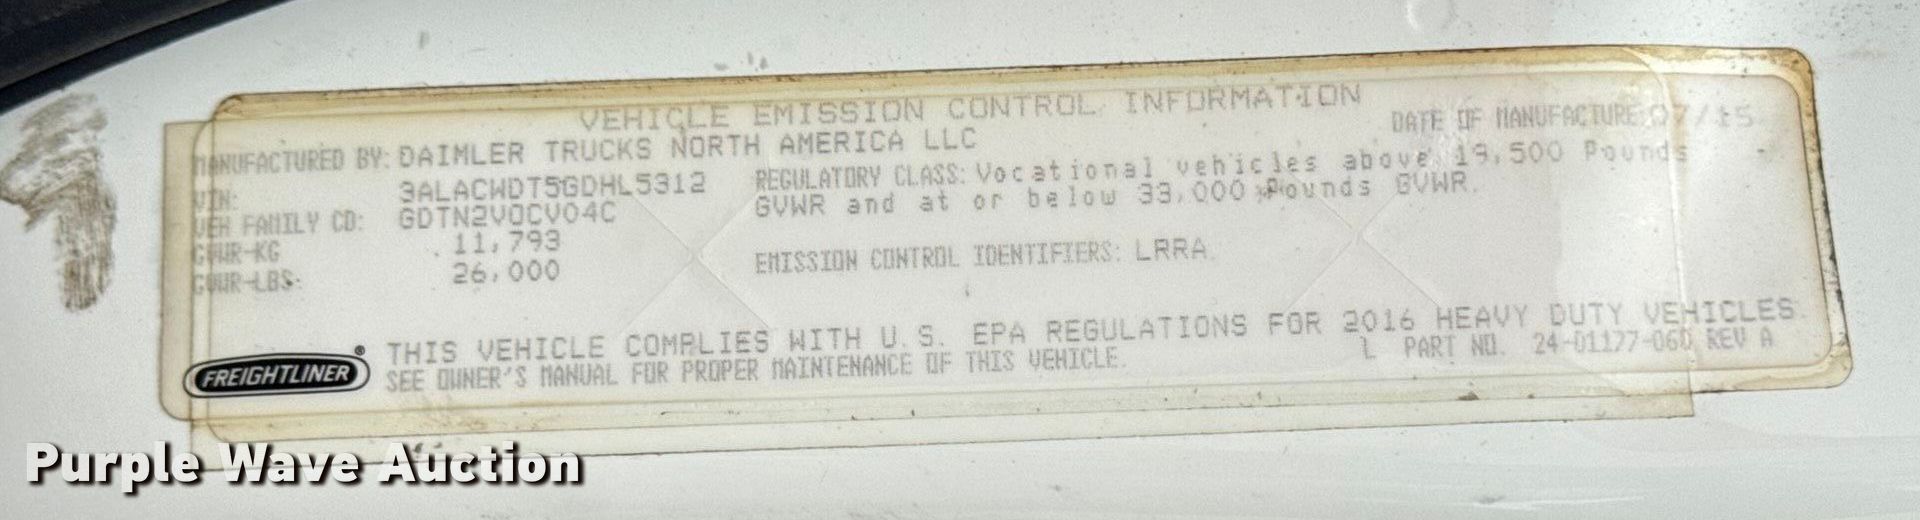 VEHICLE EMISSION CONTROL INFORMATION
DATE OF MANUFACTURE: 07/15
MANUFACTURED BY: DAIMLER TRUCKS NORTH AMERICA LLC
VIN: 3ALACWDT5GDHL5312
REGULATORY CLASS: Vocational vehicles above 19,500 Pounds
GVWR and at or below 33,000 Pounds GVWR.
VEH FAMILY CD: GDTN2VOCV04C
GVWR-KG 11,793
GVWR-LBS: 26,000
EMISSION CONTROL IDENTIFIERS: LRRA
THIS VEHICLE COMPLIES WITH U.S. EPA REGULATIONS FOR 2016 HEAVY DUTY VEHICLES.
SEE OWNER'S MANUAL FOR PROPER MAINTENANCE OF THIS VEHICLE.
L PART NO. 24-01177-060 REV A
FREIGHTLINER®
Purple Wave Auction